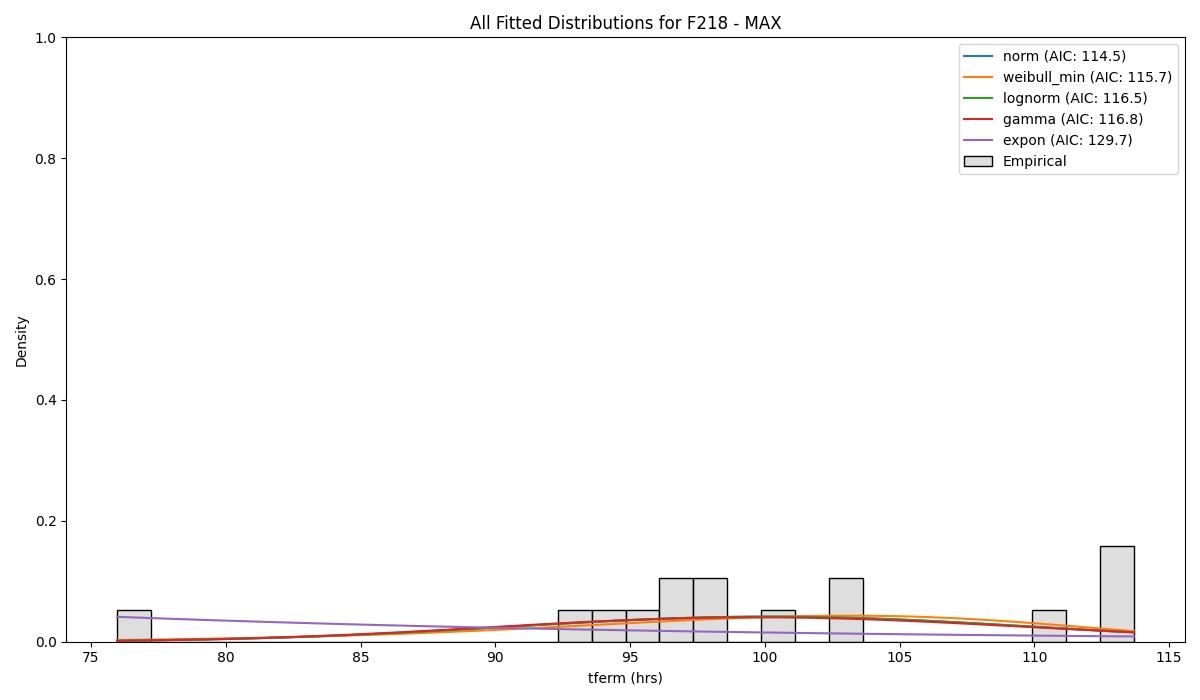 All Fitted Distributions for F218 - MAX
1.0
0.8
0.6
0.4
0.2
0.0
Density
norm (AIC: 114.5)
weibull_min (AIC: 115.7)
lognorm (AIC: 116.5)
gamma (AIC: 116.8)
expon (AIC: 129.7)
Empirical
75 80 85 90 95 100 105 110 115
tferm (hrs)